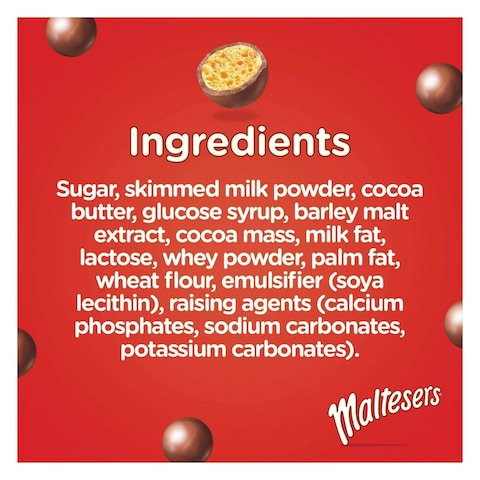 Ingredients
Sugar, skimmed milk powder, cocoa
butter, glucose syrup, barley malt
extract, cocoa mass, milk fat,
lactose, whey powder, palm fat,
wheat flour, emulsifier (soya
lecithin), raising agents (calcium
phosphates, sodium carbonates,
potassium carbonates).
Maltesers